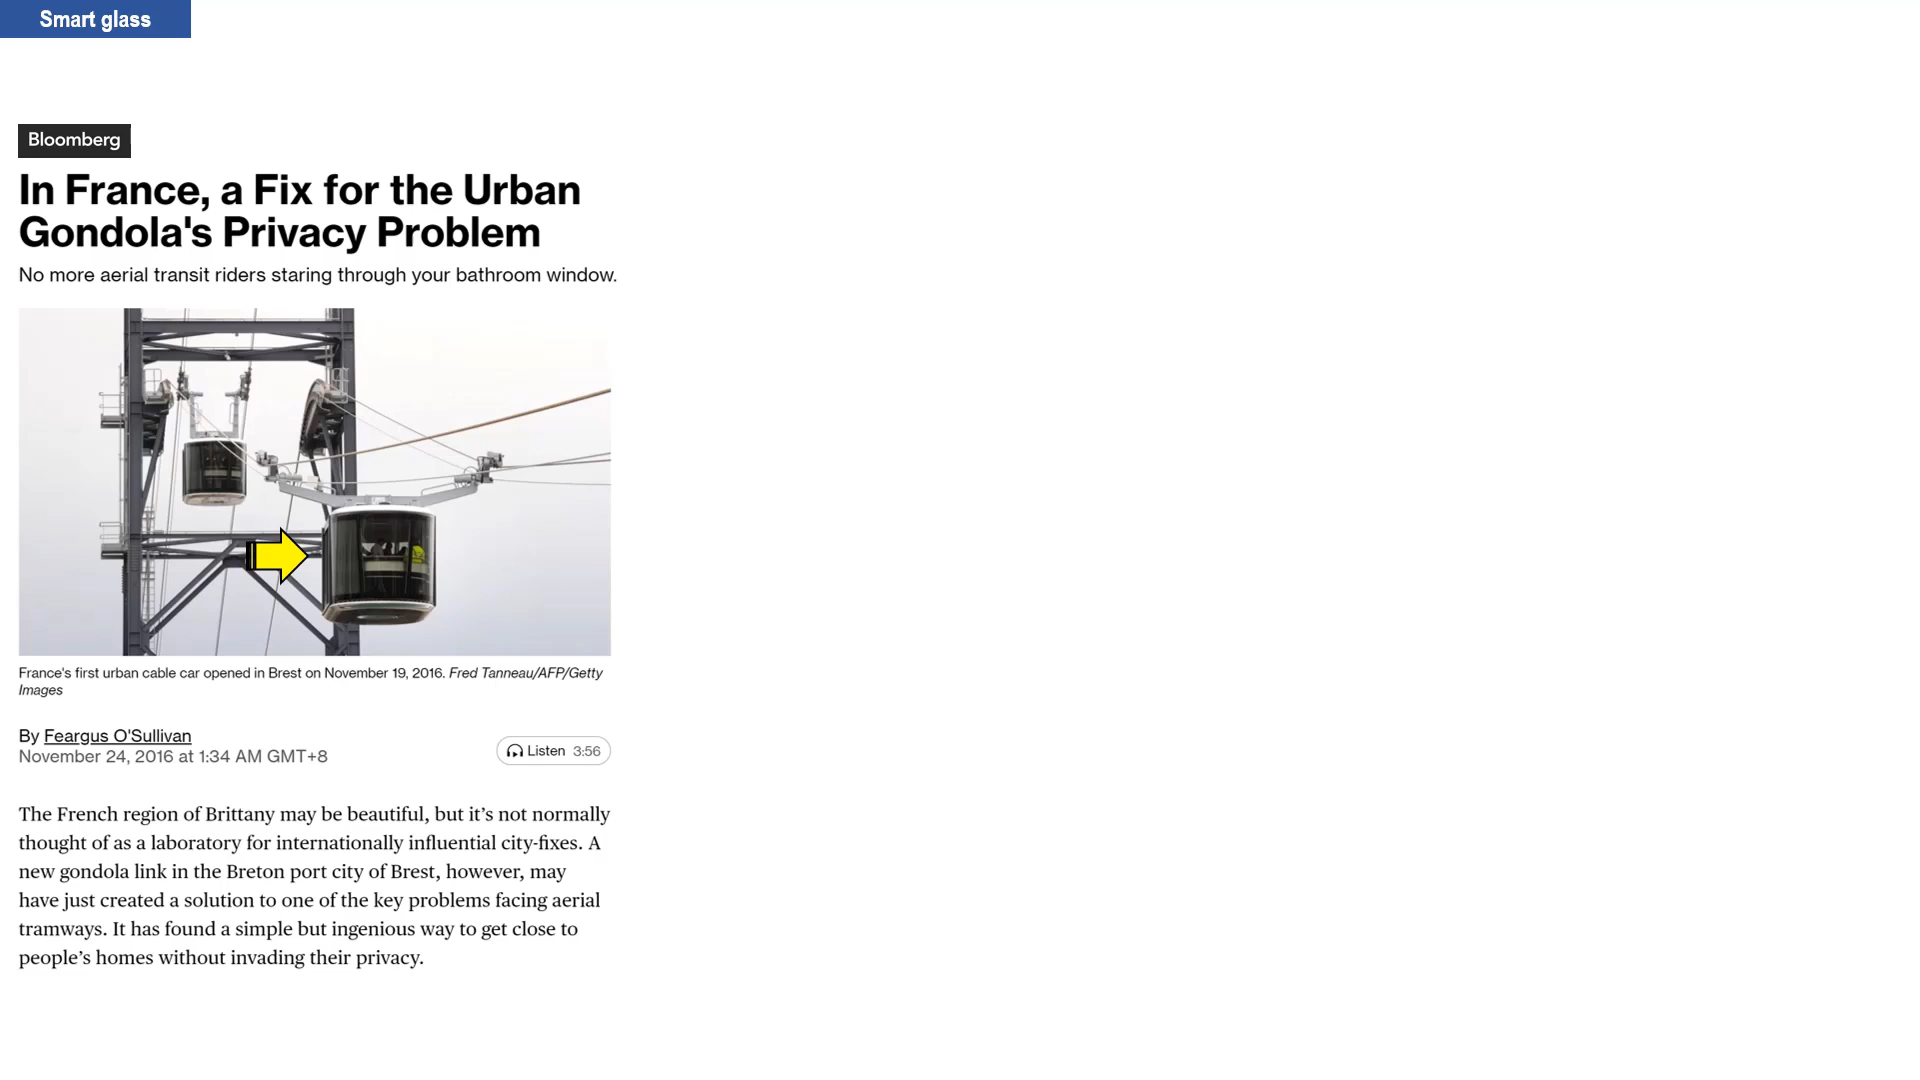 Smart glass
Bloomberg
In France, a Fix for the Urban
Gondola's Privacy Problem
No more aerial transit riders staring through your bathroom window.
France's first urban cable car opened in Brest on November 19, 2016. Fred Tanneau/AFP/Getty
Images
By Feargus O'Sullivan
November 24, 2016 at 1:34 AM GMT+8
Listen 3:56
The French region of Brittany may be beautiful, but it’s not normally
thought of as a laboratory for internationally influential city-fixes. A
new gondola link in the Breton port city of Brest, however, may
have just created a solution to one of the key problems facing aerial
tramways. It has found a simple but ingenious way to get close to
people’s homes without invading their privacy.